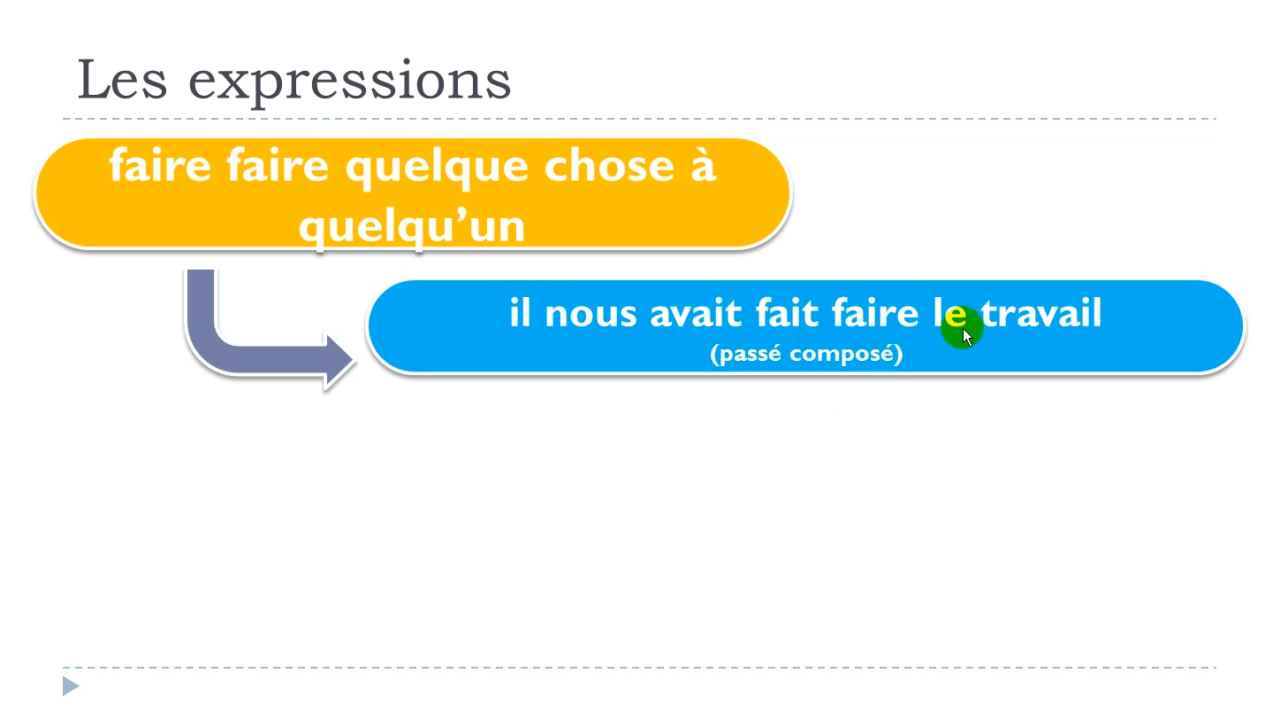 Les expressions
faire faire quelque chose à
quelqu’un
il nous avait fait faire le travail
(passé composé)